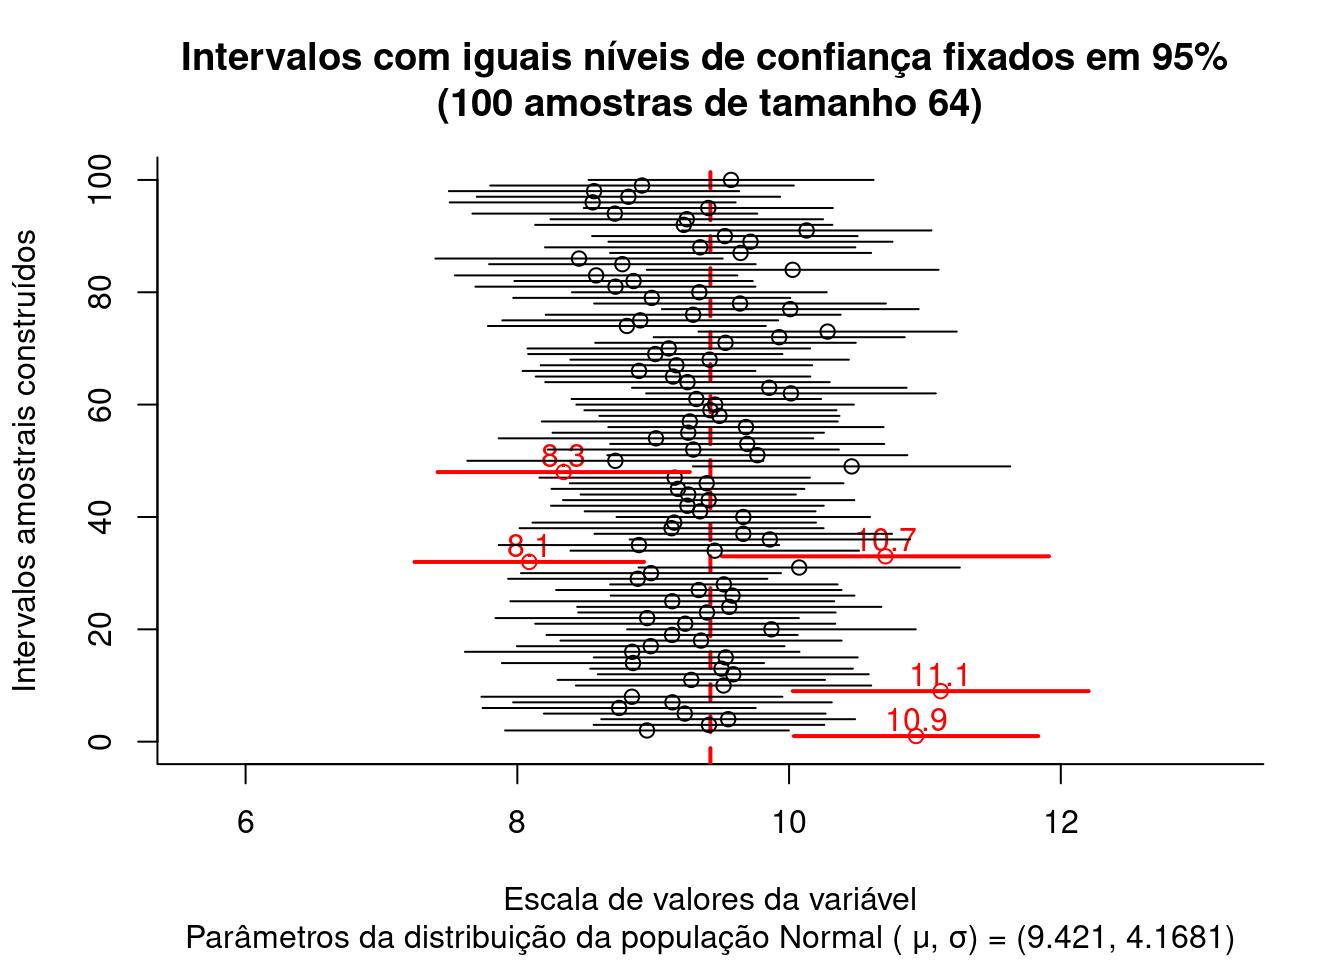 Intervalos com iguais níveis de confiança fixados em 95%
(100 amostras de tamanho 64)
Intervalos amostrais construídos
100
80
60
40
20
0
8.3
10.7
8.1
11.1
10.9
6 8 10 12
Escala de valores da variável
Parâmetros da distribuição da população Normal ( μ, σ) = (9.421, 4.1681)